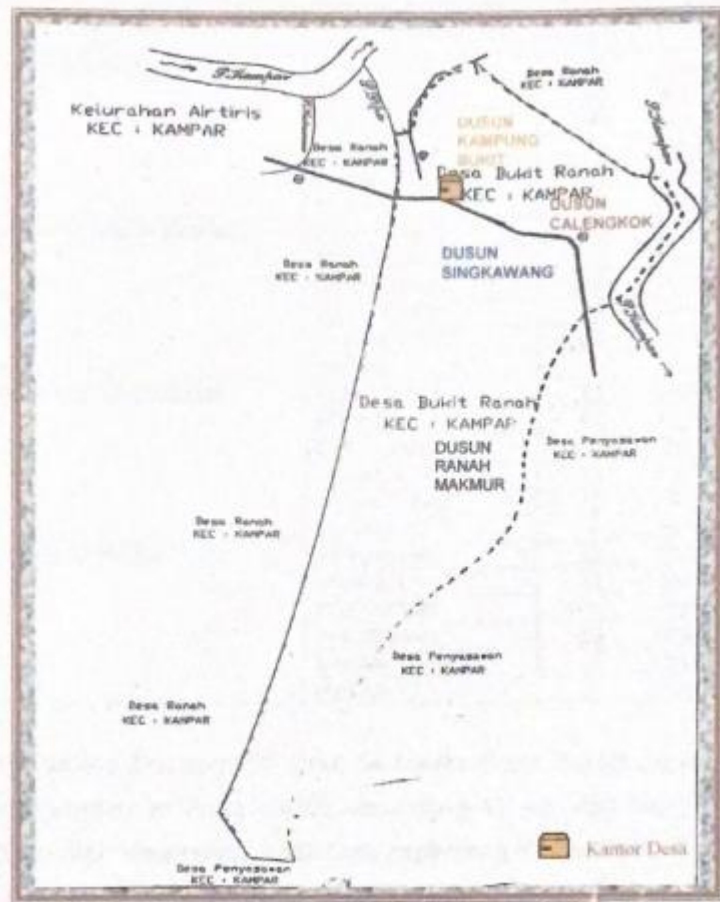 S. Kampar
Kelurahan Airtiris
KEC : KAMPAR
Desa Ranah
KEC : KAMPAR
Desa Ranah
KEC : KAMPAR
DUSUN
KAMPUNG
BUKIT
Desa Bukit Ranah
KEC : KAMPAR
DUSUN
CALENGKOK
S. Kampar
DUSUN
SINGKAWANG
Desa Ranah
KEC : KAMPAR
S. Kampar
Desa Bukit Ranah
KEC : KAMPAR
DUSUN
RANAH
MAKMUR
Desa Penyasawan
KEC : KAMPAR
Desa Ranah
KEC : KAMPAR
Desa Penyasawan
KEC : KAMPAR
Desa Ranah
KEC : KAMPAR
Kantor Desa
Desa Penyasawan
KEC : KAMPAR